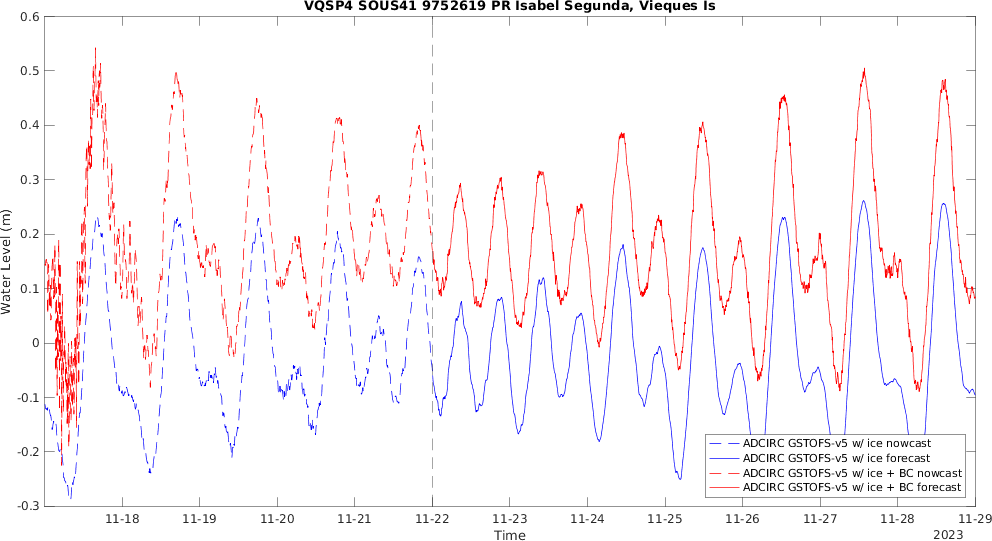 VQSP4 SOUS41 9752619 PR Isabel Segunda, Vieques Is
0.6
0.5
0.4
0.3
0.2
0.1
0
-0.1
-0.2
-0.3
Water Level (m)
ADCIRC GSTOFS-v5 w/ ice nowcast
ADCIRC GSTOFS-v5 w/ ice forecast
ADCIRC GSTOFS-v5 w/ ice + BC nowcast
ADCIRC GSTOFS-v5 w/ ice + BC forecast
11-18 11-19 11-20 11-21 11-22 11-23 11-24 11-25 11-26 11-27 11-28 11-29
Time
2023